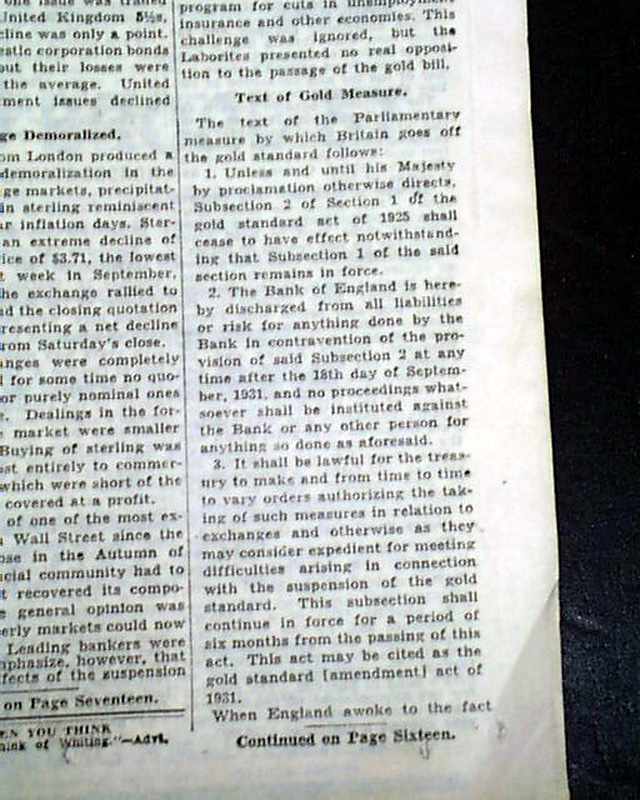 one issue was traded
United Kingdom 5½s,
cline was only a point.
estic corporation bonds
but their losses were
the average. United
ment issues declined
ge Demoralized.
om London produced a
demoralization in the
ge markets, precipitat-
in sterling reminiscent
r inflation days. Ster-
an extreme decline of
ice of $3.71, the lowest
t week in September,
he exchange rallied to
d the closing quotation
resenting a net decline
rom Saturday's close.
anges were completely
d for some time no quo-
or purely nominal ones
e. Dealings in the for-
e market were smaller
Buying of sterling was
ost entirely to commer-
which were short of the
covered at a profit.
of one of the most ex-
n Wall Street since the
ose in the Autumn of
ncial community had to
t recovered its compo-
e general opinion was
erly markets could now
Leading bankers were
mphasize, however, that
fects of the suspension
on Page Seventeen.
EN YOU THINK
hink of Whiting."—Advt.
program for cuts in unemployment
insurance and other economies. This
challenge was ignored, but the
Laborites presented no real opposi-
tion to the passage of the gold bill.
Text of Gold Measure.
The text of the Parliamentary
measure by which Britain goes off
the gold standard follows:
1. Unless and until his Majesty
by proclamation otherwise directs,
Subsection 2 of Section 1 of the
gold standard act of 1925 shall
cease to have effect notwithstand-
ing that Subsection 1 of the said
section remains in force.
2. The Bank of England is here-
by discharged from all liabilities
or risk for anything done by the
Bank in contravention of the pro-
vision of said Subsection 2 at any
time after the 18th day of Septem-
ber, 1931, and no proceedings what-
soever shall be instituted against
the Bank or any other person for
anything so done as aforesaid.
3. It shall be lawful for the treas-
ury to make and from time to time
to vary orders authorizing the tak-
ing of such measures in relation to
exchanges and otherwise as they
may consider expedient for meeting
difficulties arising in connection
with the suspension of the gold
standard. This subsection shall
continue in force for a period of
six months from the passing of this
act. This act may be cited as the
gold standard [amendment] act of
1931.
When England awoke to the fact
Continued on Page Sixteen.